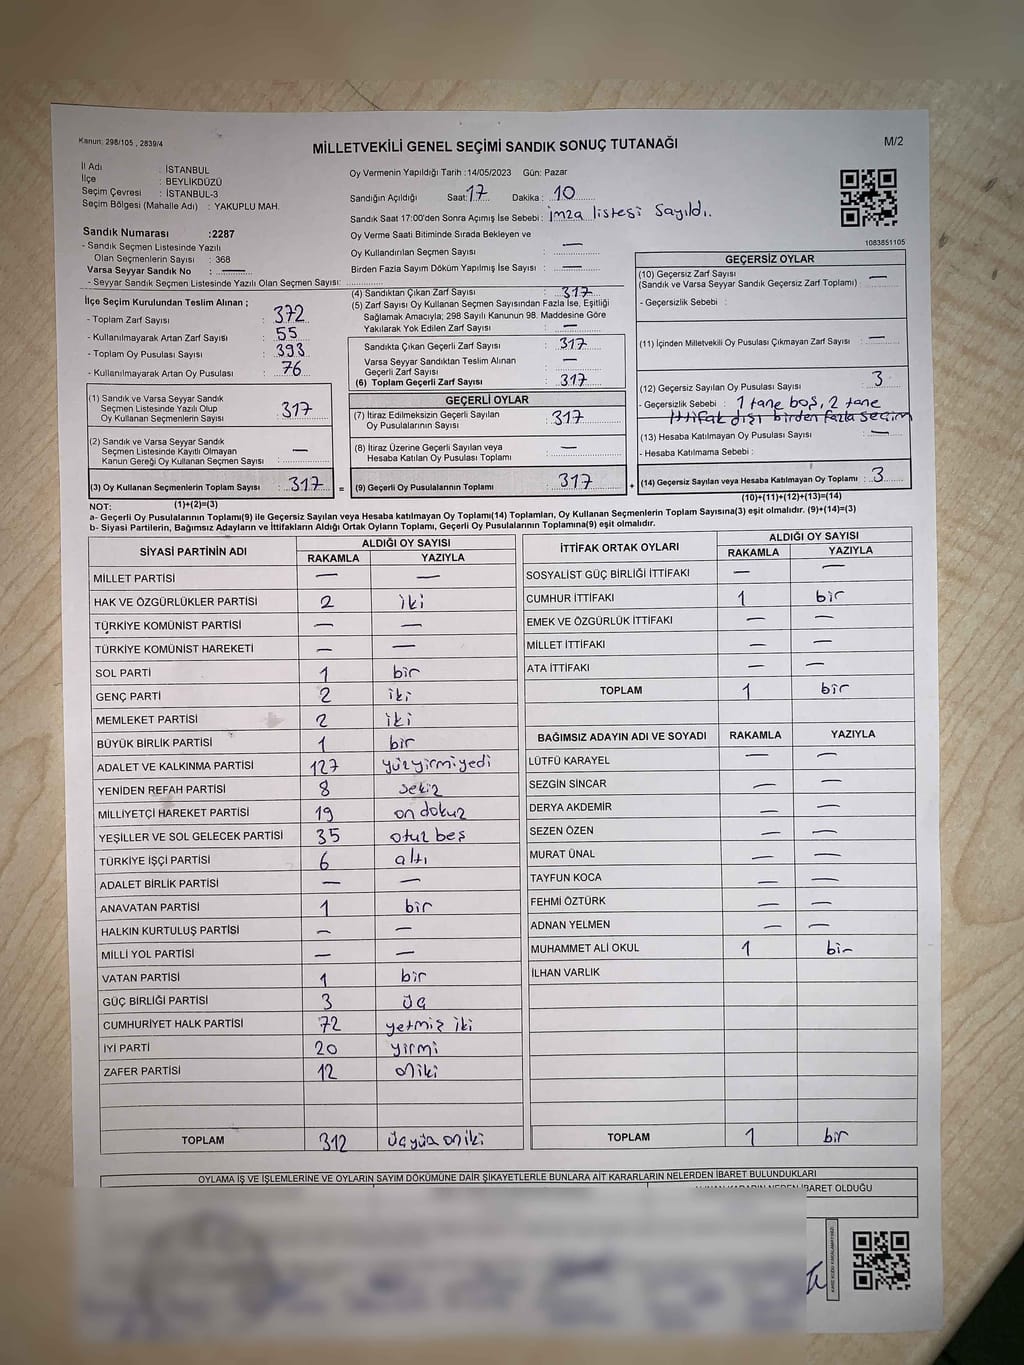 Kanun: 298/105 , 2839/4
MİLLETVEKİLİ GENEL SEÇİMİ SANDIK SONUÇ TUTANAĞI
M/2
İl Adı : İSTANBUL
İlçe : BEYLİKDÜZÜ
Seçim Çevresi : İSTANBUL-3
Seçim Bölgesi (Mahalle Adı) : YAKUPLU MAH.
Oy Vermenin Yapıldığı Tarih :14/05/2023 Gün: Pazar
Sandığın Açıldığı Saat: 17 Dakika : 10
Sandık Saat 17:00'den Sonra Açımış İse Sebebi : imza listesi Sayıldı.
Sandık Numarası :2287
- Sandık Seçmen Listesinde Yazılı
Olan Seçmenlerin Sayısı : 368
Varsa Seyyar Sandık No : —
- Seyyar Sandık Seçmen Listesinde Yazılı Olan Seçmen Sayısı:
Oy Verme Saati Bitiminde Sırada Bekleyen ve
Oy Kullandırılan Seçmen Sayısı : —
Birden Fazla Sayım Döküm Yapılmış İse Sayısı : —
1083851105
İlçe Seçim Kurulundan Teslim Alınan ;
- Toplam Zarf Sayısı : 372
- Kullanılmayarak Artan Zarf Sayısı : 55
- Toplam Oy Pusulası Sayısı : 393
- Kullanılmayarak Artan Oy Pusulası : 76
(1) Sandık ve Varsa Seyyar Sandık
Seçmen Listesinde Yazılı Olup
Oy Kullanan Seçmenlerin Sayısı : 317
(2) Sandık ve Varsa Seyyar Sandık
Seçmen Listesinde Kayıtlı Olmayan
Kanun Gereği Oy Kullanan Seçmen Sayısı : —
(3) Oy Kullanan Seçmenlerin Toplam Sayısı : 317 =
(4) Sandıktan Çıkan Zarf Sayısı : 317
(5) Zarf Sayısı Oy Kullanan Seçmen Sayısından Fazla İse, Eşitliği
Sağlamak Amacıyla; 298 Sayılı Kanunun 98. Maddesine Göre
Yakılarak Yok Edilen Zarf Sayısı : —
Sandıkta Çıkan Geçerli Zarf Sayısı : 317
Varsa Seyyar Sandıktan Teslim Alınan
Geçerli Zarf Sayısı : —
(6) Toplam Geçerli Zarf Sayısı : 317
GEÇERLİ OYLAR
(7) İtiraz Edilmeksizin Geçerli Sayılan
Oy Pusulalarının Sayısı : 317
(8) İtiraz Üzerine Geçerli Sayılan veya
Hesaba Katılan Oy Pusulası Toplamı : —
(9) Geçerli Oy Pusulalarının Toplamı : 317 +
GEÇERSİZ OYLAR
(10) Geçersiz Zarf Sayısı
(Sandık ve Varsa Seyyar Sandık Geçersiz Zarf Toplamı) : —
- Geçersizlik Sebebi :
(11) İçinden Milletvekili Oy Pusulası Çıkmayan Zarf Sayısı : —
(12) Geçersiz Sayılan Oy Pusulası Sayısı : 3
- Geçersizlik Sebebi : 1 tane boş, 2 tane
ittifak dışı birden fazla seçim
(13) Hesaba Katılmayan Oy Pusulası Sayısı : —
- Hesaba Katılmama Sebebi :
(14) Geçersiz Sayılan veya Hesaba Katılmayan Oy Toplamı : 3
NOT: (1)+(2)=(3)
(10)+(11)+(12)+(13)=(14)
a- Geçerli Oy Pusulalarının Toplamı(9) ile Geçersiz Sayılan veya Hesaba Katılmayan Oy Toplamı(14) Toplamları, Oy Kullanan Seçmenlerin Toplam Sayısına(3) eşit olmalıdır. (9)+(14)=(3)
b- Siyasi Partilerin, Bağımsız Adayların ve İttifakların Aldığı Ortak Oyların Toplamı, Geçerli Oy Pusulalarının Toplamına(9) eşit olmalıdır.
SİYASİ PARTİNİN ADI
ALDIĞI OY SAYISI
RAKAMLA YAZIYLA
MİLLET PARTİSİ — —
HAK VE ÖZGÜRLÜKLER PARTİSİ 2 iki
TÜRKİYE KOMÜNİST PARTİSİ — —
TÜRKİYE KOMÜNİST HAREKETİ — —
SOL PARTİ 1 bir
GENÇ PARTİ 2 iki
MEMLEKET PARTİSİ 2 iki
BÜYÜK BİRLİK PARTİSİ 1 bir
ADALET VE KALKINMA PARTİSİ 127 yüzyirmiyedi
YENİDEN REFAH PARTİSİ 8 sekiz
MİLLİYETÇİ HAREKET PARTİSİ 19 on dokuz
YEŞİLLER VE SOL GELECEK PARTİSİ 35 otuz beş
TÜRKİYE İŞÇİ PARTİSİ 6 altı
ADALET BİRLİK PARTİSİ — —
ANAVATAN PARTİSİ 1 bir
HALKIN KURTULUŞ PARTİSİ — —
MİLLİ YOL PARTİSİ — —
VATAN PARTİSİ 1 bir
GÜÇ BİRLİĞİ PARTİSİ 3 üç
CUMHURİYET HALK PARTİSİ 72 yetmiş iki
İYİ PARTİ 20 yirmi
ZAFER PARTİSİ 12 oniki
TOPLAM 312 üçyüz oniki
İTTİFAK ORTAK OYLARI
ALDIĞI OY SAYISI
RAKAMLA YAZIYLA
SOSYALİST GÜÇ BİRLİĞİ İTTİFAKI — —
CUMHUR İTTİFAKI 1 bir
EMEK VE ÖZGÜRLÜK İTTİFAKI — —
MİLLET İTTİFAKI — —
ATA İTTİFAKI — —
TOPLAM 1 bir
BAĞIMSIZ ADAYIN ADI VE SOYADI RAKAMLA YAZIYLA
LÜTFÜ KARAYEL — —
SEZGİN SİNCAR — —
DERYA AKDEMİR — —
SEZEN ÖZEN — —
MURAT ÜNAL — —
TAYFUN KOCA — —
FEHMİ ÖZTÜRK — —
ADNAN YELMEN — —
MUHAMMET ALİ OKUL 1 bir
İLHAN VARLIK
TOPLAM 1 bir
OYLAMA İŞ VE İŞLEMLERİNE VE OYLARIN SAYIM DÖKÜMÜNE DAİR ŞİKAYETLERLE BUNLARA AİT KARARLARIN NELERDEN İBARET BULUNDUKLARI
İBARET OLDUĞU